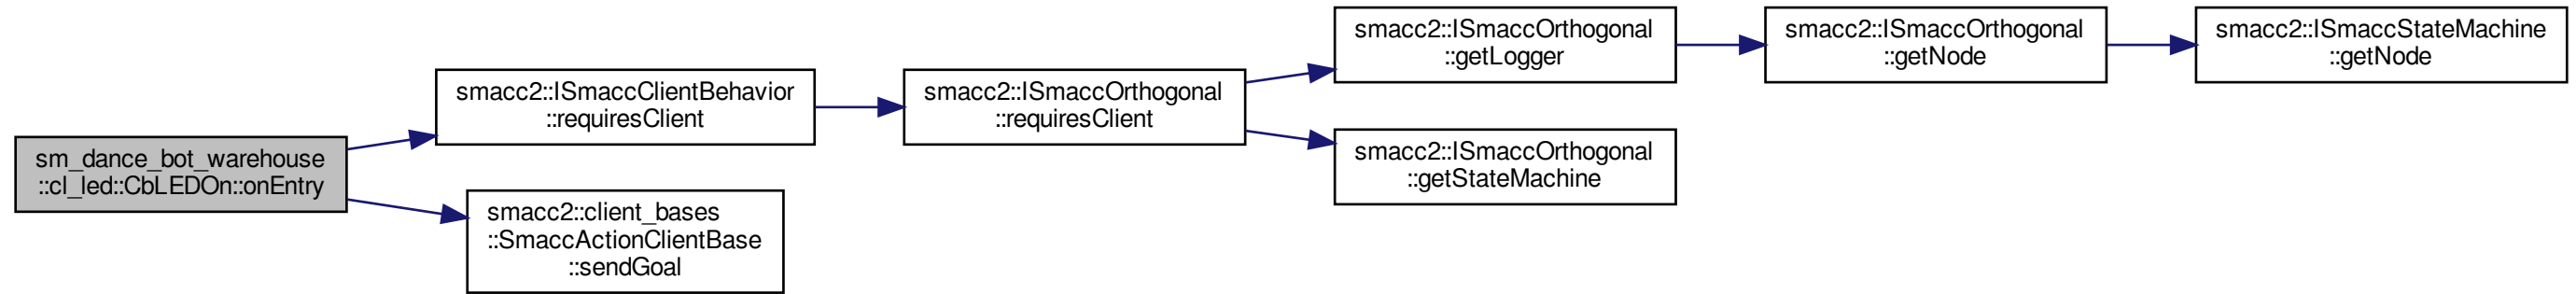 sm_dance_bot_warehouse
::cl_led::CbLEDOn::onEntry
smacc2::ISmaccClientBehavior
::requiresClient
smacc2::client_bases
::SmaccActionClientBase
::sendGoal
smacc2::ISmaccOrthogonal
::requiresClient
smacc2::ISmaccOrthogonal
::getLogger
smacc2::ISmaccOrthogonal
::getStateMachine
smacc2::ISmaccOrthogonal
::getNode
smacc2::ISmaccStateMachine
::getNode